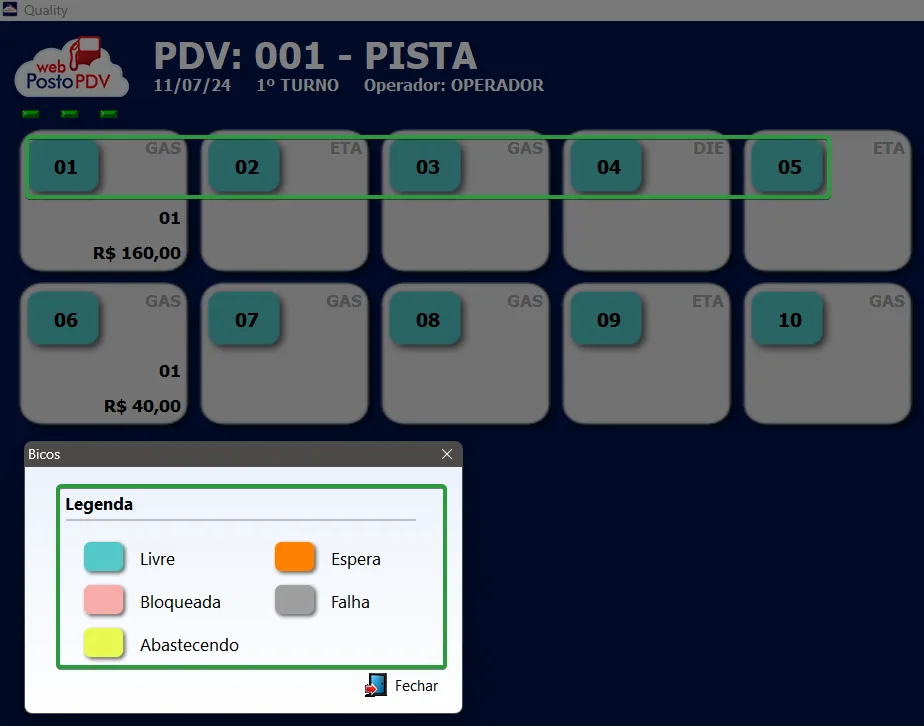 Quality
web
PostoPDV
PDV: 001 - PISTA
11/07/24 1º TURNO Operador: OPERADOR
01 GAS 02 ETA 03 GAS 04 DIE 05 ETA
01
R$ 160,00
06 GAS 07 GAS 08 GAS 09 ETA 10 GAS
01
R$ 40,00
Bicos
Legenda
Livre Espera
Bloqueada Falha
Abastecendo
Fechar